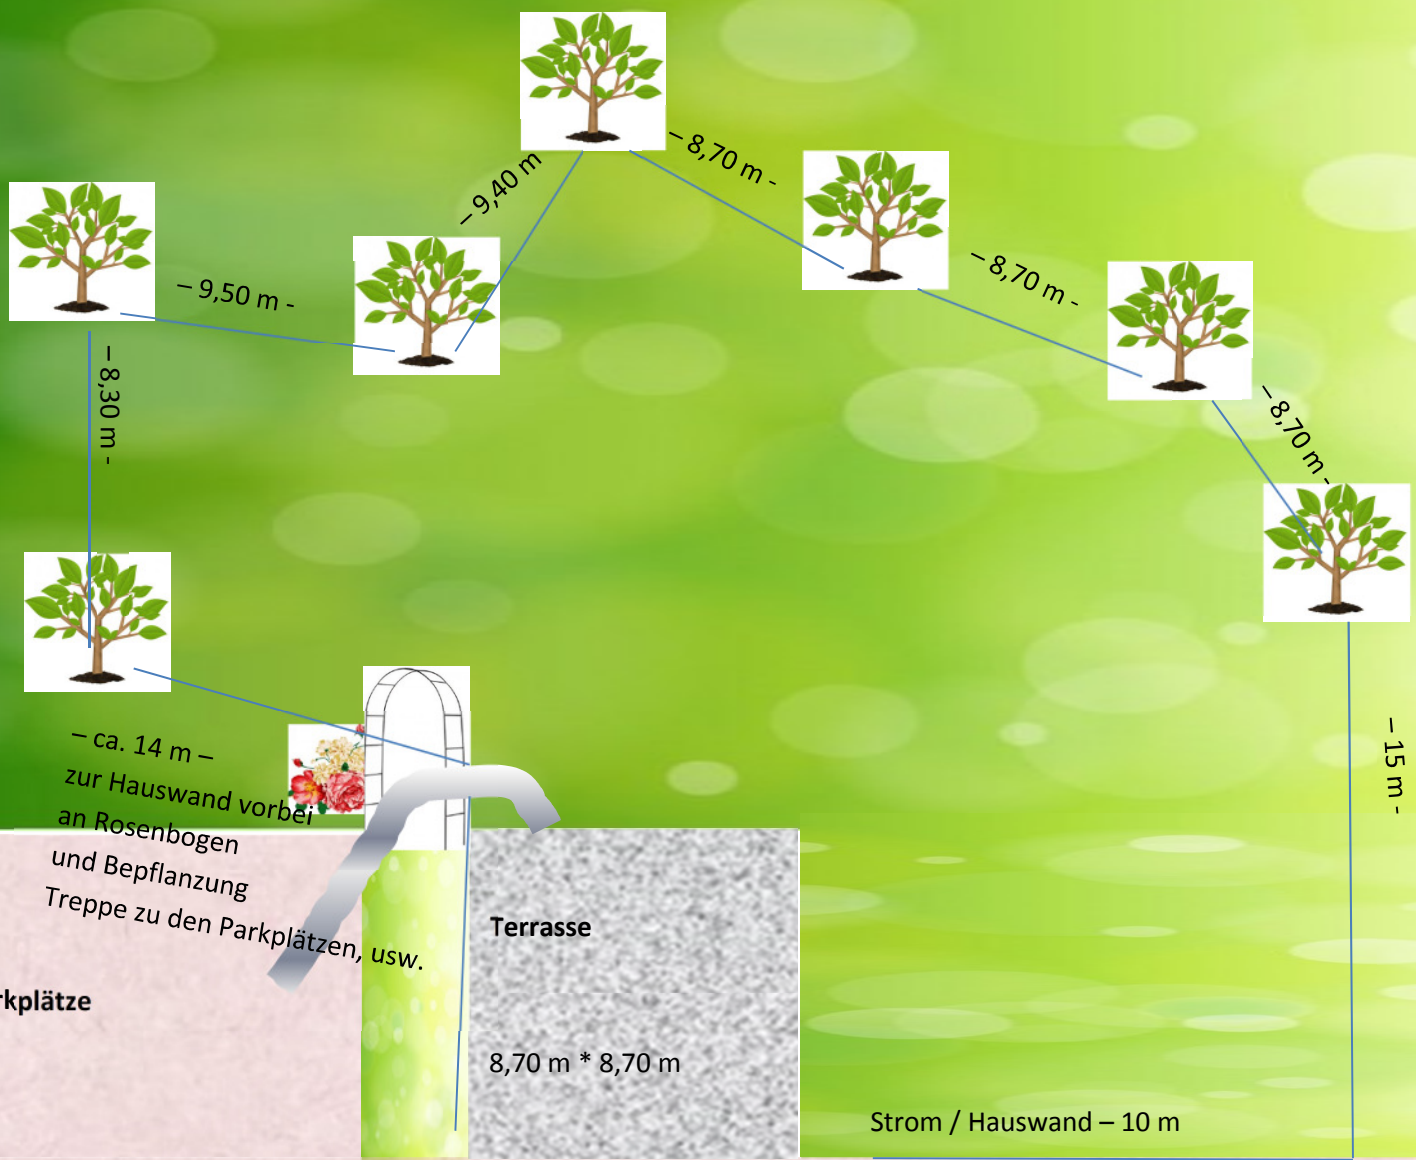 – 8,70 m -
– 9,40 m
– 9,50 m -
– 8,70 m -
– 8,30 m -
– 8,70 m -
– ca. 14 m –
zur Hauswand vorbei
an Rosenbogen
und Bepflanzung
Treppe zu den Parkplätzen, usw.
– 15 m -
Terrasse
rkplätze
8,70 m * 8,70 m
Strom / Hauswand – 10 m